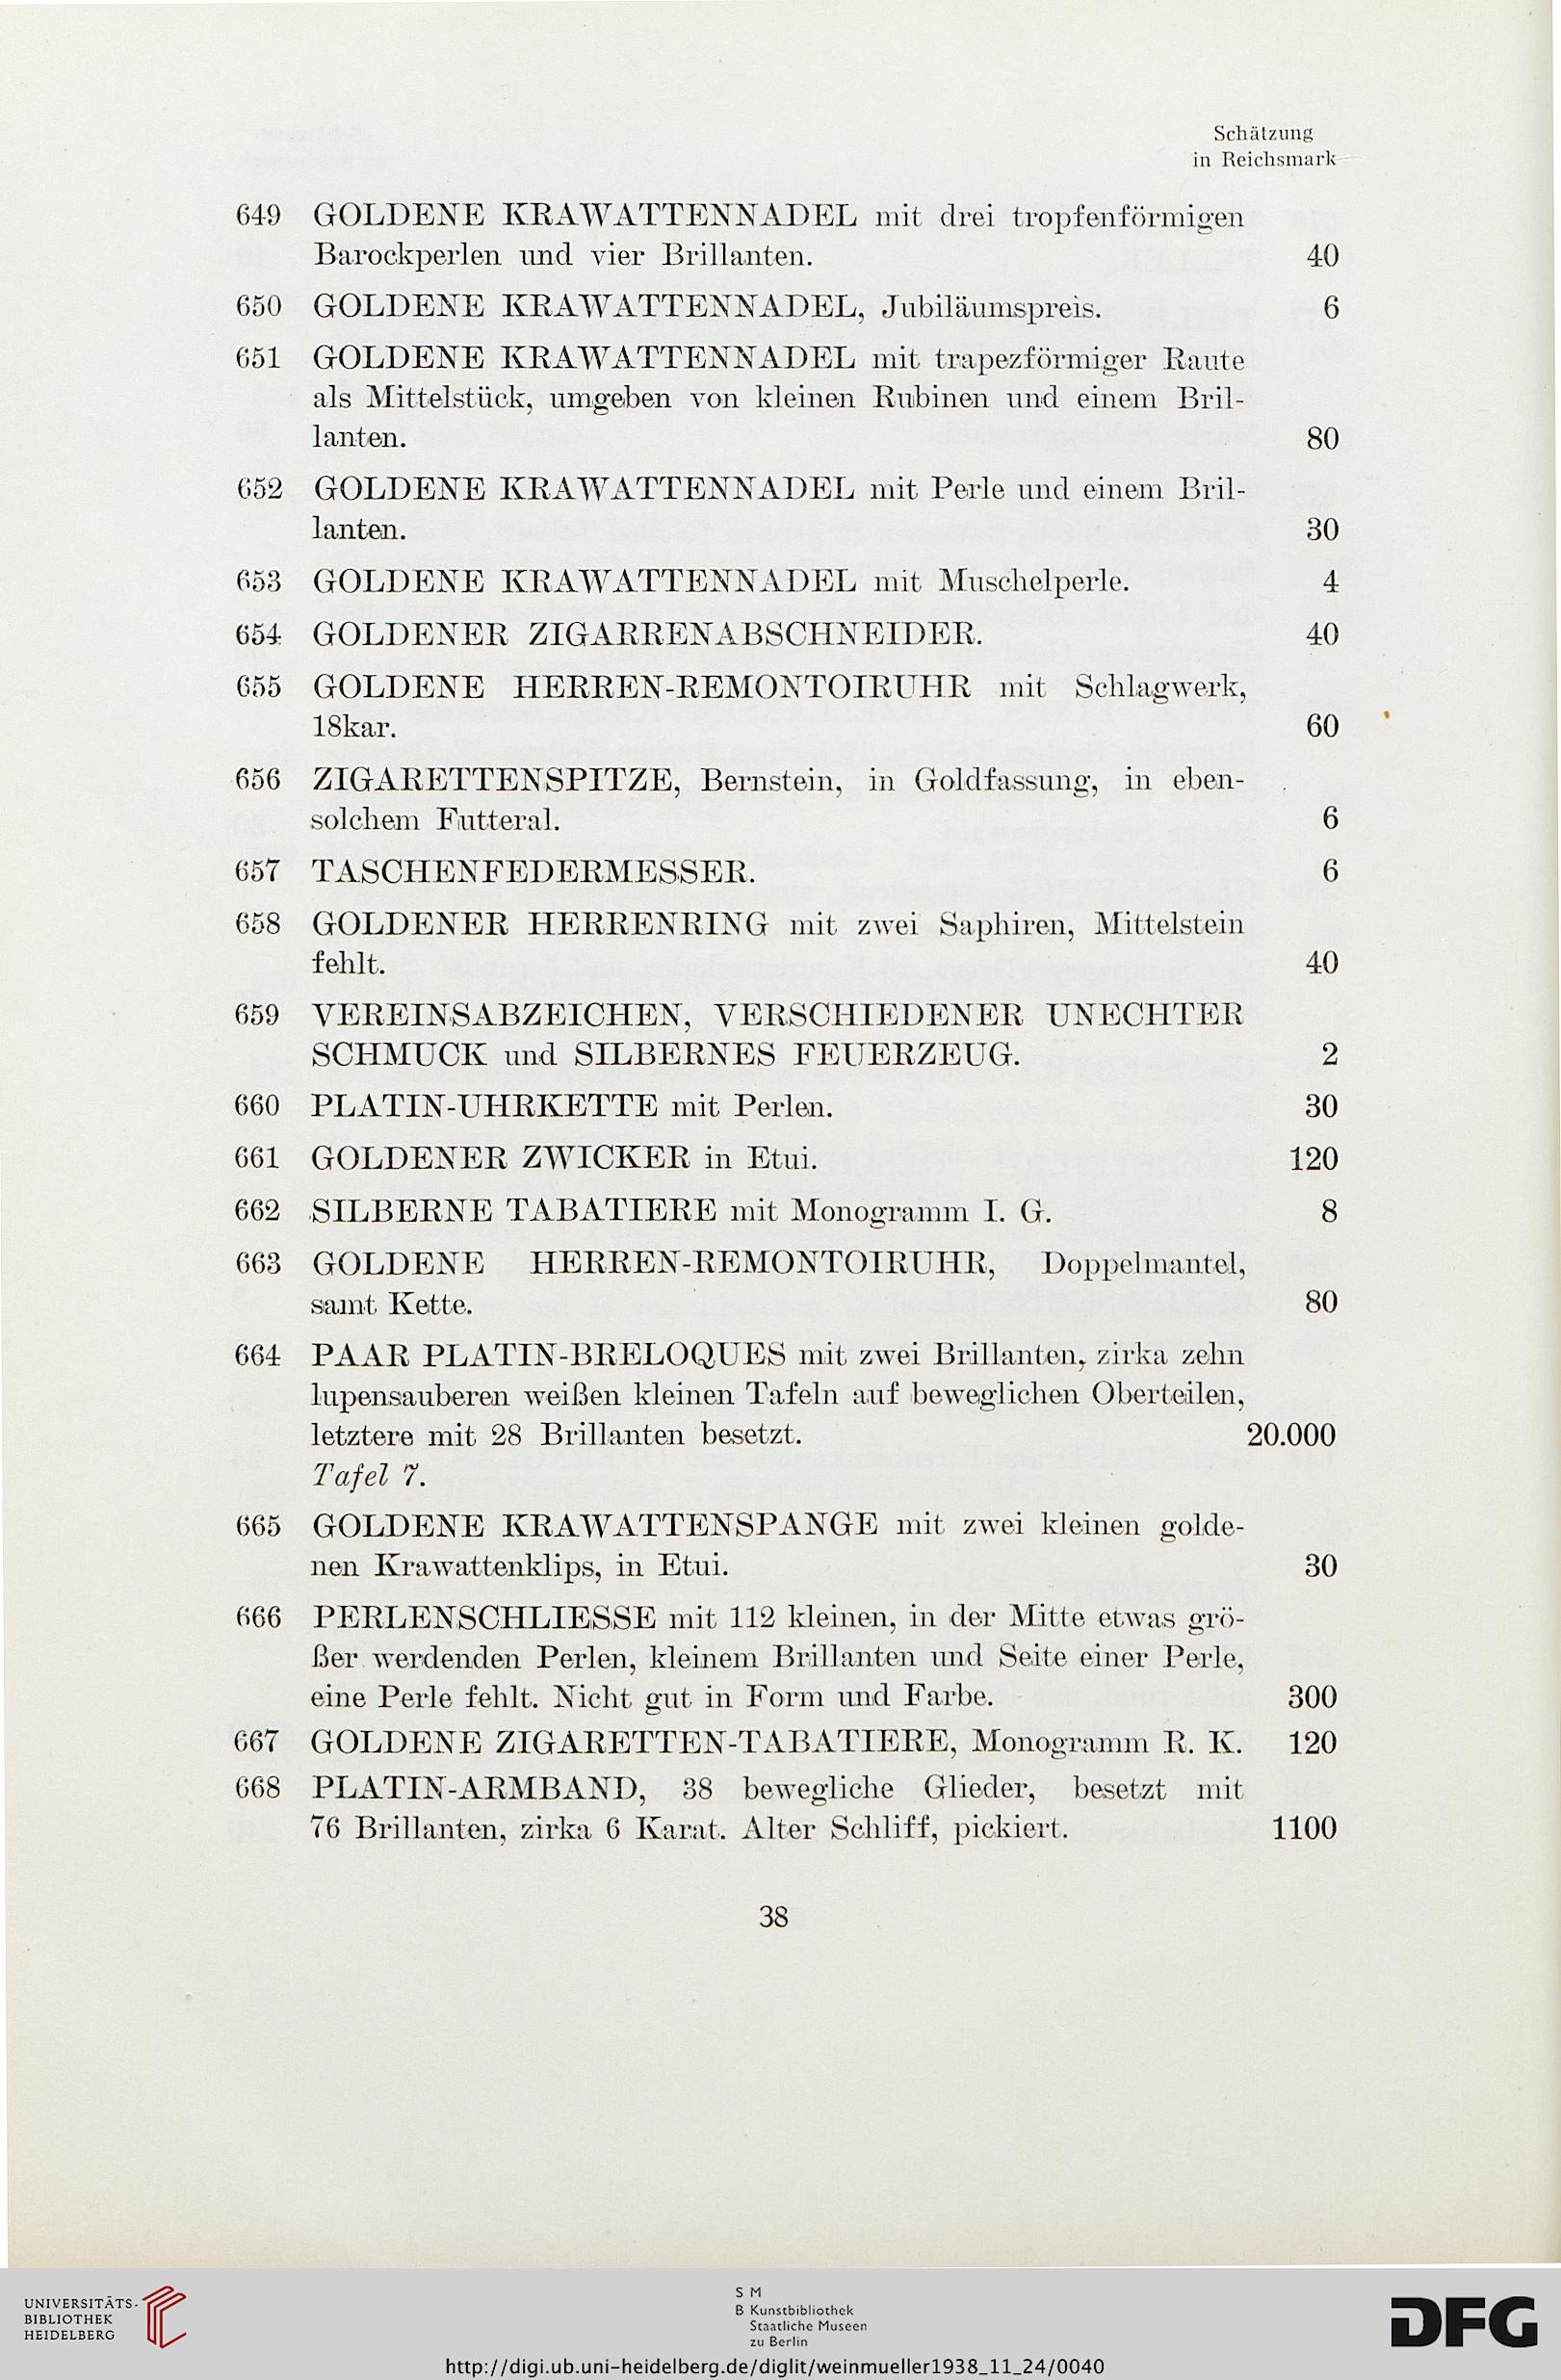 Schätzung
in Reichsmark
649 GOLDENE KRAWATTENNADEL mit drei tropfenförmigen
Barockperlen und vier Brillanten. 40
650 GOLDENE KRAWATTENNADEL, Jubiläumspreis. 6
651 GOLDENE KRAWATTENNADEL mit trapezförmiger Raute
als Mittelstück, umgeben von kleinen Rubinen und einem Bril-
lanten. 80
652 GOLDENE KRAWATTENNADEL mit Perle und einem Bril-
lanten. 30
653 GOLDENE KRAWATTENNADEL mit Muschelperle. 4
654 GOLDENER ZIGARRENABSCHNEIDER. 40
655 GOLDENE HERREN-REMONTOIRUHR mit Schlagwerk,
18kar. 60
656 ZIGARETTENSPITZE, Bernstein, in Goldfassung, in eben-
solchem Futteral. 6
657 TASCHENFEDERMESSER. 6
658 GOLDENER HERRENRING mit zwei Saphiren, Mittelstein
fehlt. 40
659 VEREINSABZEICHEN, VERSCHIEDENER UNECHTER
SCHMUCK und SILBERNES FEUERZEUG. 2
660 PLATIN-UHRKETTE mit Perlen. 30
661 GOLDENER ZWICKER in Etui. 120
662 SILBERNE TABATIERE mit Monogramm I. G. 8
663 GOLDENE HERREN-REMONTOIRUHR, Doppelmantel,
samt Kette. 80
664 PAAR PLATIN-BRELOQUES mit zwei Brillanten, zirka zehn
lupensauberen weißen kleinen Tafeln auf beweglichen Oberteilen,
letztere mit 28 Brillanten besetzt. 20.000
Tafel 7.
665 GOLDENE KRAWATTENSPANGE mit zwei kleinen golde-
nen Krawattenklips, in Etui. 30
666 PERLENSCHLIESSE mit 112 kleinen, in der Mitte etwas grö-
ßer werdenden Perlen, kleinem Brillanten und Seite einer Perle,
eine Perle fehlt. Nicht gut in Form und Farbe. 300
667 GOLDENE ZIGARETTEN-TABATIERE, Monogramm R. K. 120
668 PLATIN-ARMBAND, 38 bewegliche Glieder, besetzt mit
76 Brillanten, zirka 6 Karat. Alter Schliff, pickiert. 1100
38
UNIVERSITÄTS-
BIBLIOTHEK
HEIDELBERG
S M
B Kunstbibliothek
Staatliche Museen
zu Berlin
DFG
http://digi.ub.uni-heidelberg.de/diglit/weinmueller1938_11_24/0040